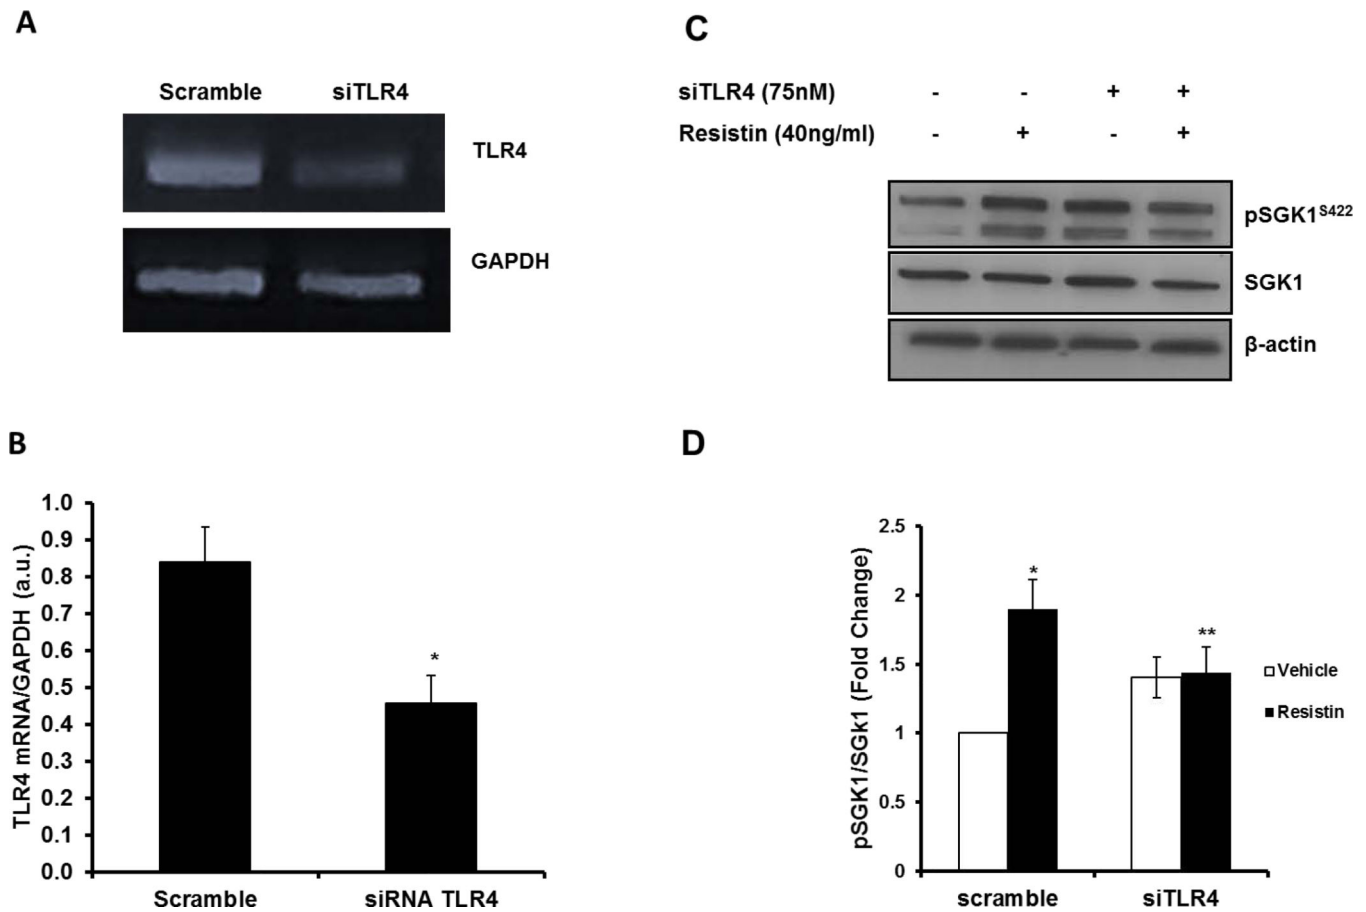 A
Scramble siTLR4
TLR4
GAPDH
B
TLR4 mRNA/GAPDH (a.u.)
1.0
0.9
0.8
0.7
0.6
0.5
0.4
0.3
0.2
0.1
0.0
*
Scramble siRNA TLR4
C
siTLR4 (75nM) - - + +
Resistin (40ng/ml) - + - +
pSGK1S422
SGK1
β-actin
D
pSGK1/SGk1 (Fold Change)
2.5
2
1.5
1
0.5
0
*
**
Vehicle
Resistin
scramble siTLR4